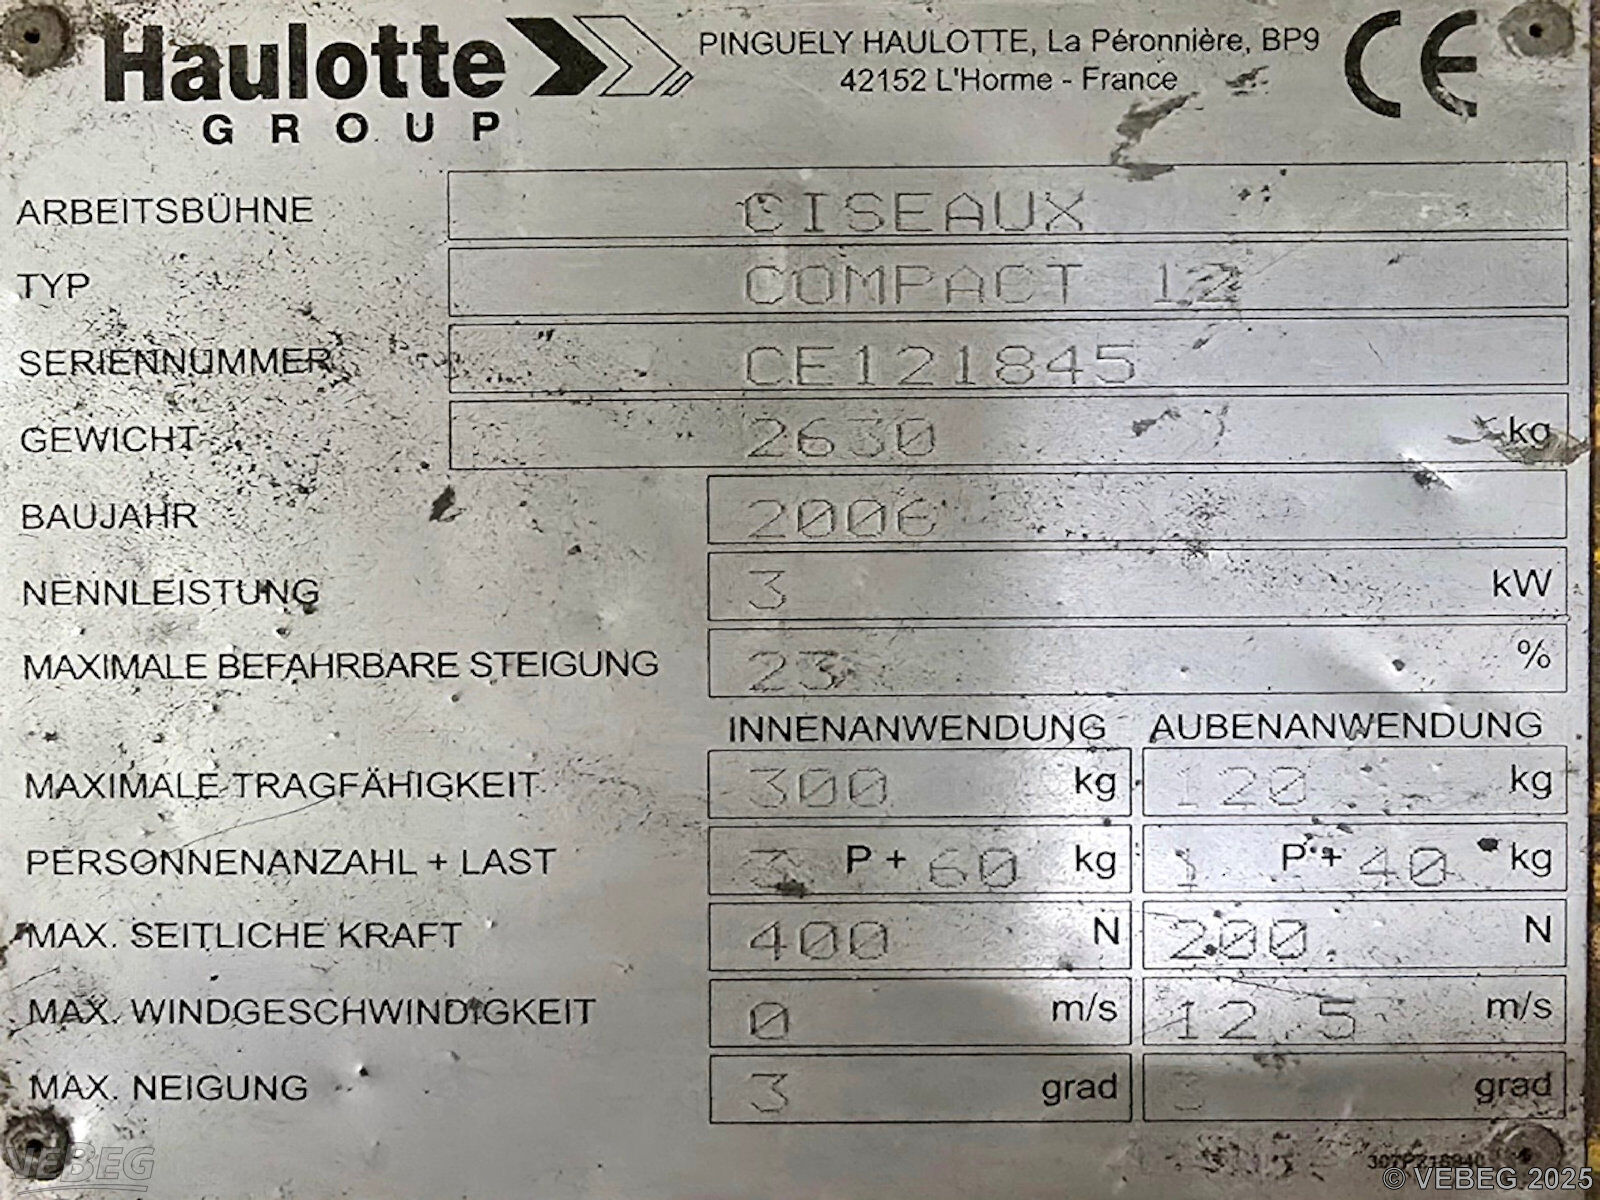 Haulotte
GROUP
PINGUELY HAULOTTE, La Péronnière, BP9
42152 L'Horme - France
CE
ARBEITSBÜHNE CISEAUX
TYP COMPACT 12
SERIENNUMMER CE121845
GEWICHT 2630 kg
BAUJAHR 2006
NENNLEISTUNG 3 kW
MAXIMALE BEFAHRBARE STEIGUNG 23 %
INNENANWENDUNG AUBENANWENDUNG
MAXIMALE TRAGFÄHIGKEIT 300 kg 120 kg
PERSONNENANZAHL + LAST 3 P + 60 kg 1 P + 40 kg
MAX. SEITLICHE KRAFT 400 N 200 N
MAX. WINDGESCHWINDIGKEIT 0 m/s 12.5 m/s
MAX. NEIGUNG 3 grad 3 grad
VEBEG
© VEBEG 2025